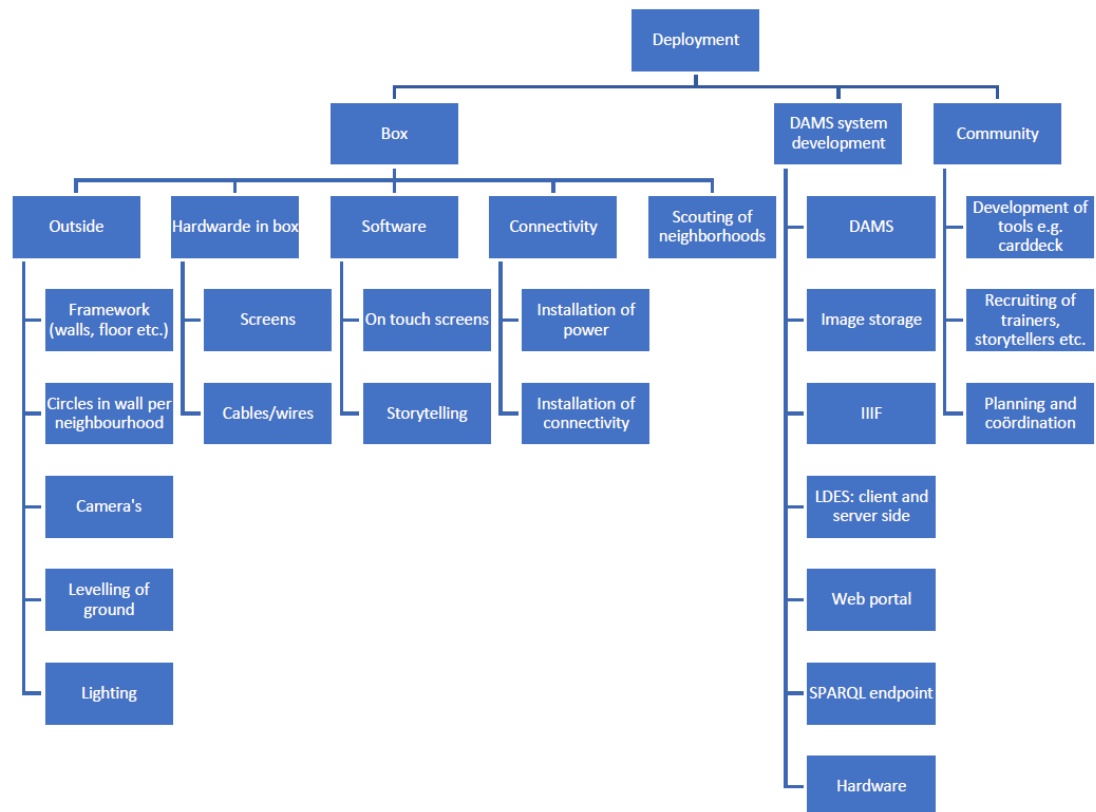 Deployment
Box
DAMS system
development
Community
Outside
Hardwarde in box
Software
Connectivity
Scouting of
neighborhoods
DAMS
Development of
tools e.g.
carddeck
Framework
(walls, floor etc.)
Screens
On touch screens
Installation of
power
Image storage
Recruiting of
trainers,
storytellers etc.
Circles in wall per
neighbourhood
Cables/wires
Storytelling
Installation of
connectivity
IIIF
Planning and
coördination
Camera's
LDES: client and
server side
Levelling of
ground
Web portal
Lighting
SPARQL endpoint
Hardware